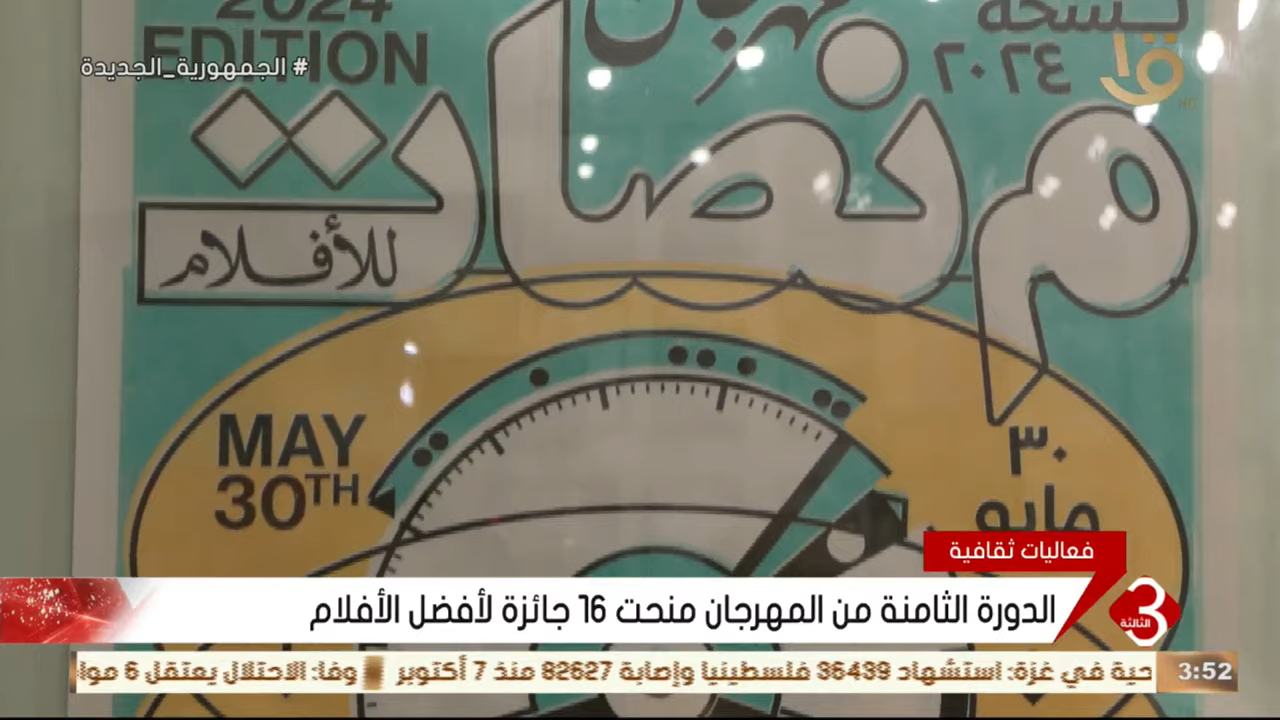 2024
EDITION
# الجمهورية_الجديدة
مهرجان
نسخة
٢٠٢٤
منصات
للأفلام
MAY
30TH
٣٠
مايو
فعاليات ثقافية
الدورة الثامنة من المهرجان منحت 16 جائزة لأفضل الأفلام
3
الثالثة
حية في غزة: استشهاد 36439 فلسطينيا وإصابة 82627 منذ 7 أكتوبر
وفا: الاحتلال يعتقل 6 موا
3:52